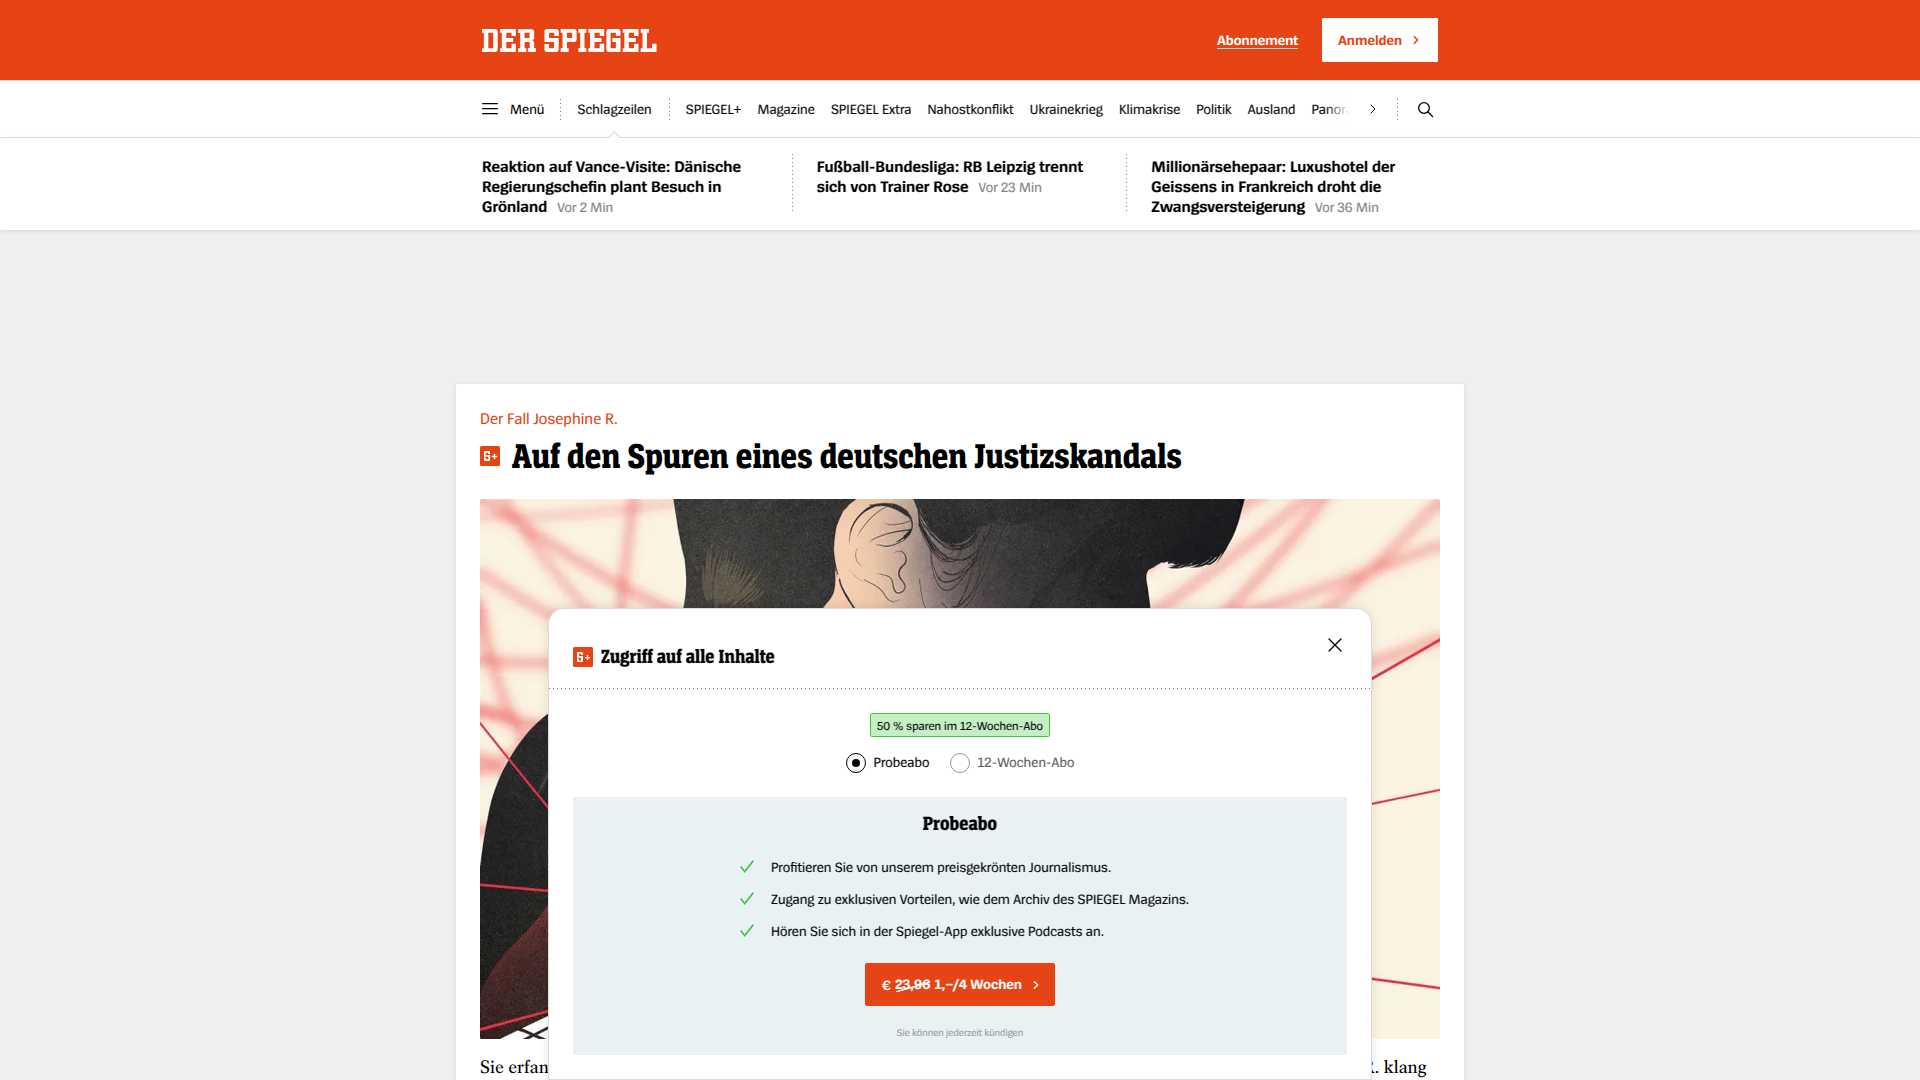 DER SPIEGEL
Abonnement
Anmelden
Menü
Schlagzeilen
SPIEGEL+
Magazine
SPIEGEL Extra
Nahostkonflikt
Ukrainekrieg
Klimakrise
Politik
Ausland
Reaktion auf Vance-Visite: Dänische
Regierungschefin plant Besuch in
Grönland Vor 2 Min
Fußball-Bundesliga: RB Leipzig trennt
sich von Trainer Rose Vor 23 Min
Millionärsehepaar: Luxushotel der
Geissens in Frankreich droht die
Zwangsversteigerung Vor 36 Min
Der Fall Josephine R.
Auf den Spuren eines deutschen Justizskandals
Zugriff auf alle Inhalte
50 % sparen im 12-Wochen-Abo
Probeabo
12-Wochen-Abo
Probeabo
Profitieren Sie von unserem preisgekrönten Journalismus.
Zugang zu exklusiven Vorteilen, wie dem Archiv des SPIEGEL Magazins.
Hören Sie sich in der Spiegel-App exklusive Podcasts an.
€ 23,96 1,–/4 Wochen
Sie können jederzeit kündigen
Sie erfan
klang